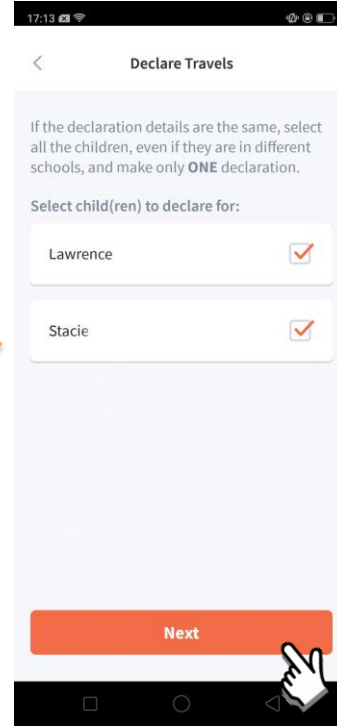 17:13
Declare Travels
If the declaration details are the same, select
all the children, even if they are in different
schools, and make only ONE declaration.
Select child(ren) to declare for:
Lawrence
Stacie
Next